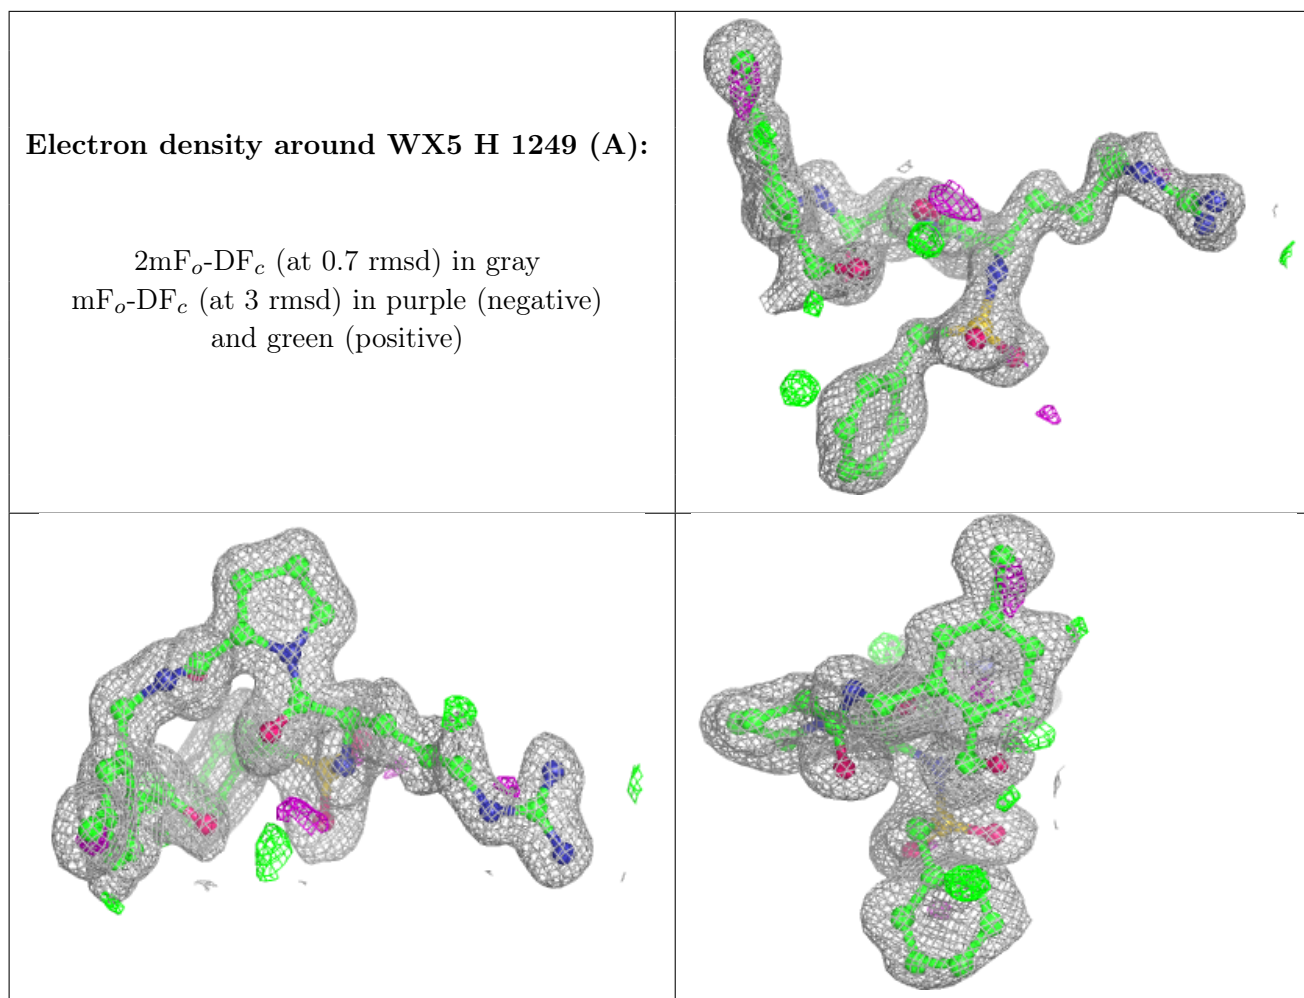 Electron density around WX5 H 1249 (A):
2mFo-DFc (at 0.7 rmsd) in gray
mFo-DFc (at 3 rmsd) in purple (negative)
and green (positive)